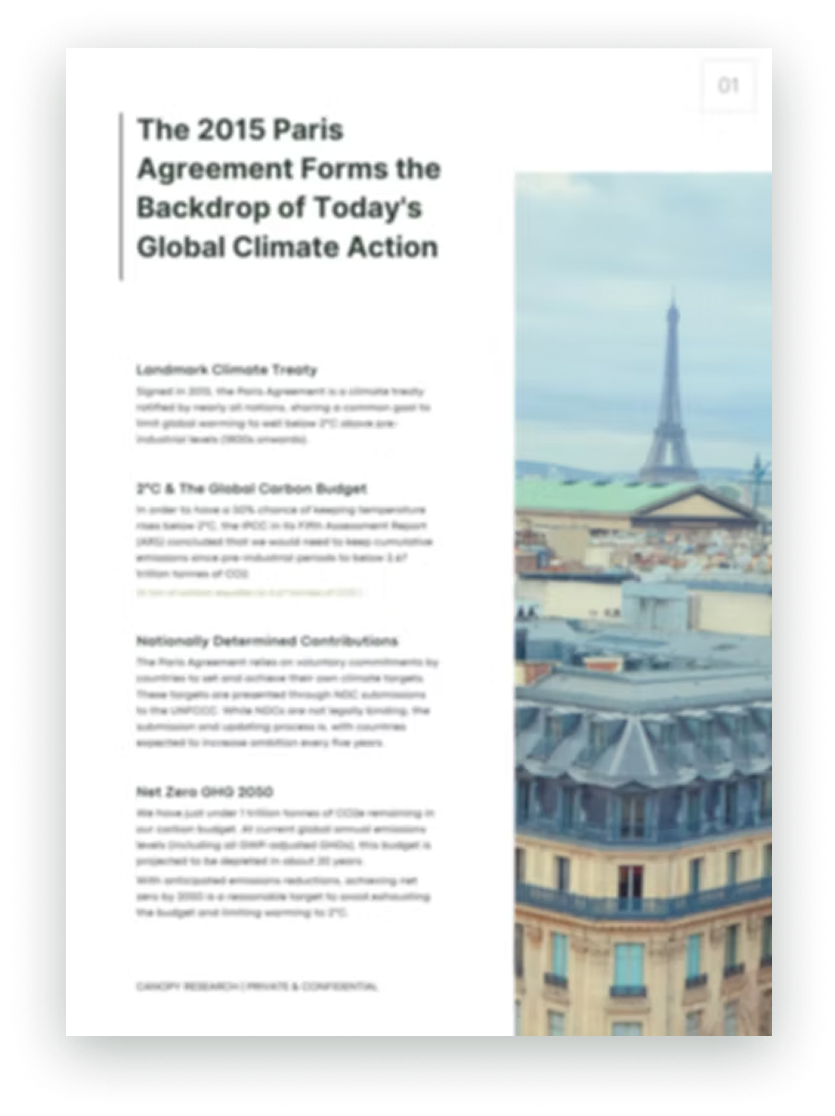 01
The 2015 Paris
Agreement Forms the
Backdrop of Today's
Global Climate Action
Landmark Climate Treaty
Signed in 2015, the Paris Agreement is a climate treaty
ratified by nearly all nations, sharing a common goal to
limit global warming to well below 2°C above pre-
industrial levels (1800s onwards).
2°C & The Global Carbon Budget
In order to have a 50% chance of keeping temperature
rises below 2°C, the IPCC in its Fifth Assessment Report
(AR5) concluded that we would need to keep cumulative
emissions since pre-industrial periods to below 3.67
trillion tonnes of CO2.
Nationally Determined Contributions
The Paris Agreement relies on voluntary commitments by
countries to set and achieve their own climate targets.
These targets are presented through NDC submissions
to the UNFCCC. While NDCs are not legally binding, the
submission and updating process is, with countries
expected to increase ambition every five years.
Net Zero GHG 2050
We have just under 1 trillion tonnes of CO2e remaining in
our carbon budget. At current global annual emissions
levels (including all GWP-adjusted GHGs), this budget is
projected to be depleted in about 20 years.
With anticipated emissions reductions, achieving net
zero by 2050 is a reasonable target to avoid exhausting
the budget and limiting warming to 2°C.
CANOPY RESEARCH | PRIVATE & CONFIDENTIAL